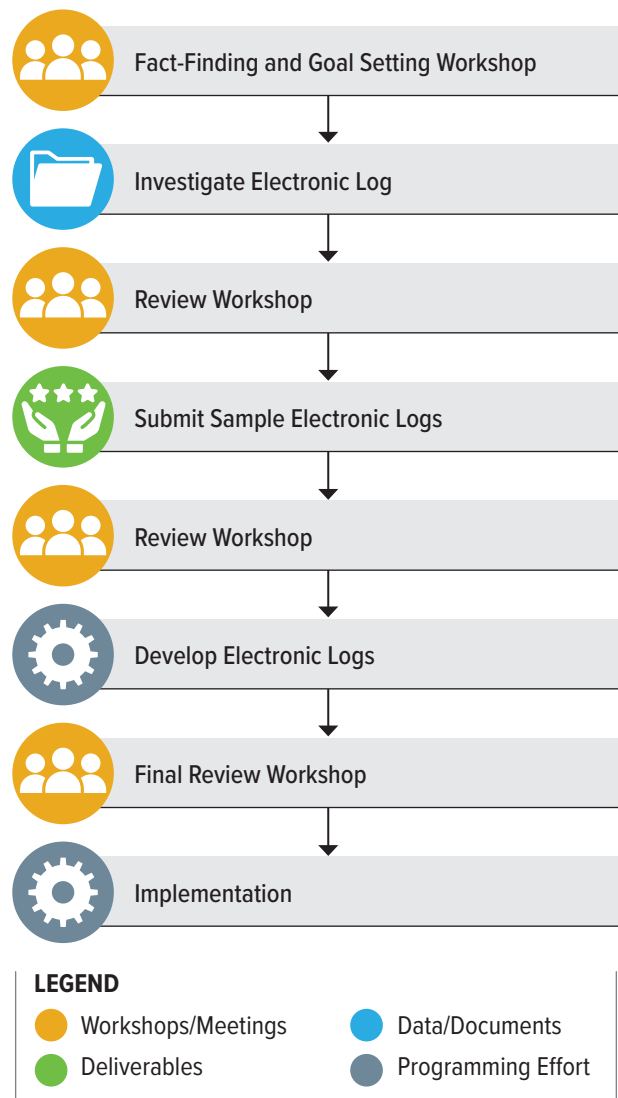 Fact-Finding and Goal Setting Workshop
Investigate Electronic Log
Review Workshop
Submit Sample Electronic Logs
Review Workshop
Develop Electronic Logs
Final Review Workshop
Implementation
LEGEND
Workshops/Meetings
Data/Documents
Deliverables
Programming Effort